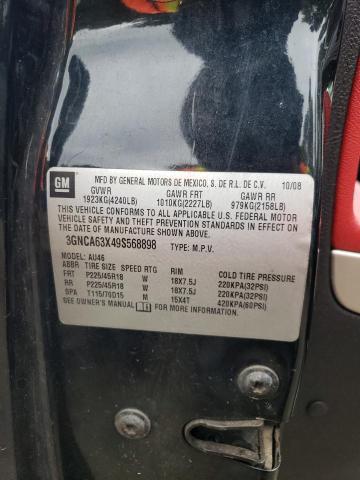 GM
MFD BY GENERAL MOTORS DE MEXICO, S. DE R.L. DE C.V. 10/08
GVWR GAWR FRT GAWR RR
1923KG(4240LB) 1010KG(2227LB) 979KG(2158LB)
THIS VEHICLE CONFORMS TO ALL APPLICABLE U.S. FEDERAL
MOTOR VEHICLE SAFETY, BUMPER, AND THEFT
PREVENTION STANDARDS IN EFFECT ON THE DATE OF
MANUFACTURE SHOWN ABOVE.
3GNCA63X49S568898 TYPE: M.P.V.
MODEL: AU46
ABBR TIRE SIZE SPEED RTG RIM COLD TIRE PRESSURE
FRT P225/45R18 W 18X7.5J 220KPA(32PSI)
RR P225/45R18 W 18X7.5J 220KPA(32PSI)
SPA T115/70D15 M 15X4T 420KPA(60PSI)
SEE OWNER'S MANUAL FOR MORE INFORMATION